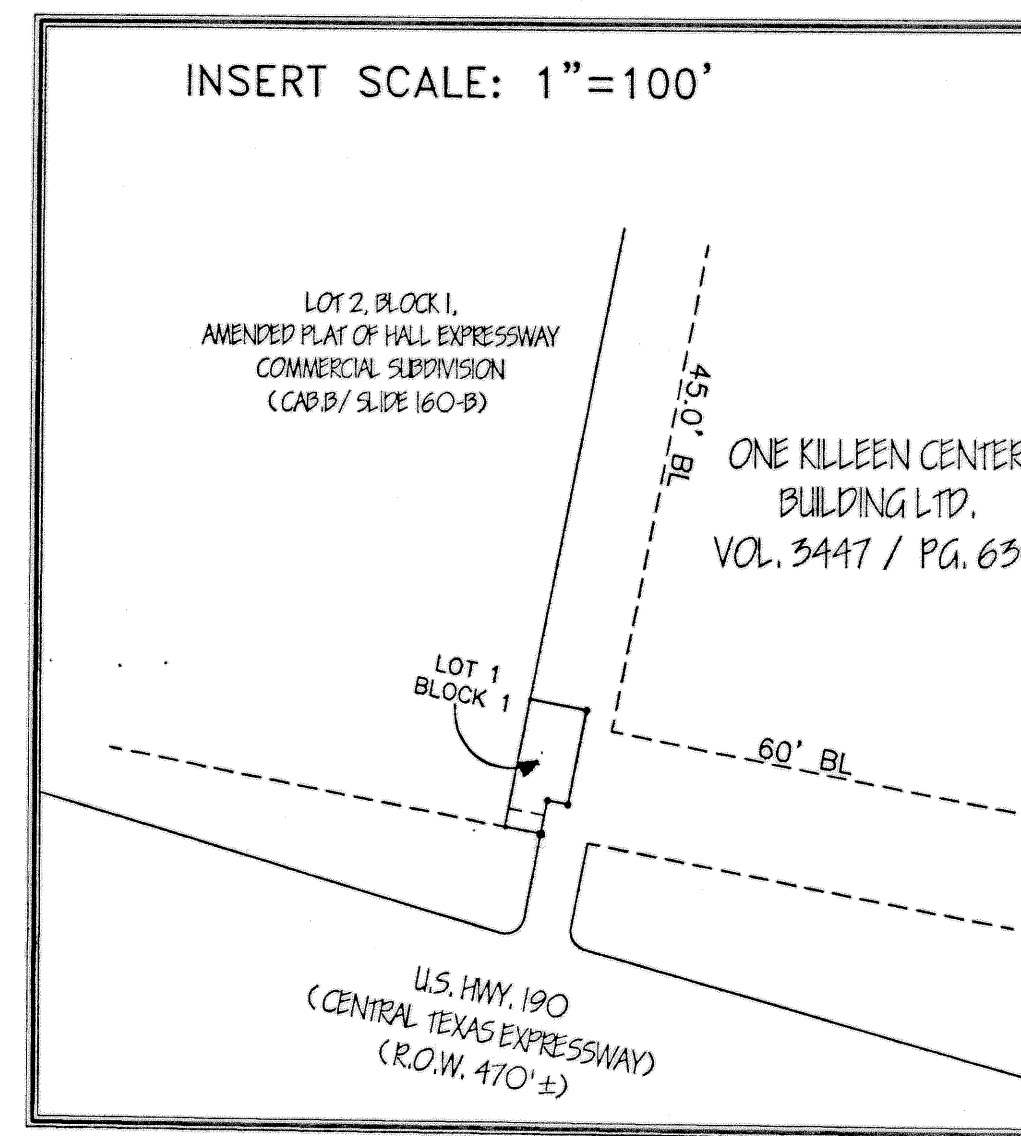 INSERT SCALE: 1"=100'
LOT 2, BLOCK 1,
AMENDED PLAT OF HALL EXPRESSWAY
COMMERCIAL SUBDIVISION
(CAB.B/ SLIDE 160-B)
45.0' BL
ONE KILLEEN CENTER
BUILDING LTD.
VOL. 3447 / PG. 63
LOT 1
BLOCK 1
60' BL
U.S. HWY. 190
(CENTRAL TEXAS EXPRESSWAY)
(R.O.W. 470'±)